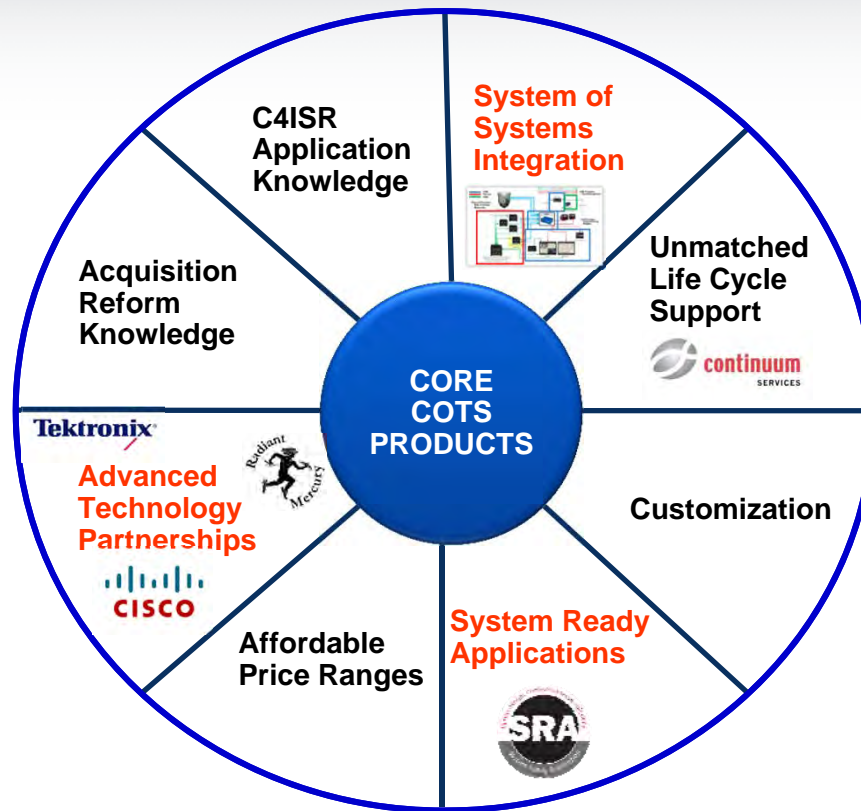 C4ISR
Application
Knowledge
System of
Systems
Integration
Unmatched
Life Cycle
Support
continuum
SERVICES
Customization
System Ready
Applications
SRA
Affordable
Price Ranges
Tektronix
Advanced
Technology
Partnerships
Radiant
Mercury
CISCO
Acquisition
Reform
Knowledge
CORE
COTS
PRODUCTS